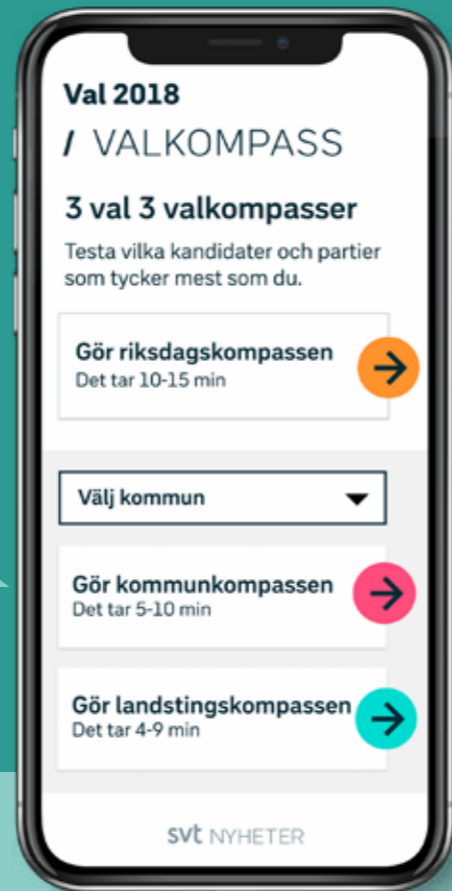 Val 2018
/ VALKOMPASS
3 val 3 valkompasser
Testa vilka kandidater och partier
som tycker mest som du.
Gör riksdagskompassen
Det tar 10-15 min
Välj kommun
Gör kommunkompassen
Det tar 5-10 min
Gör landstingskompassen
Det tar 4-9 min
svt NYHETER